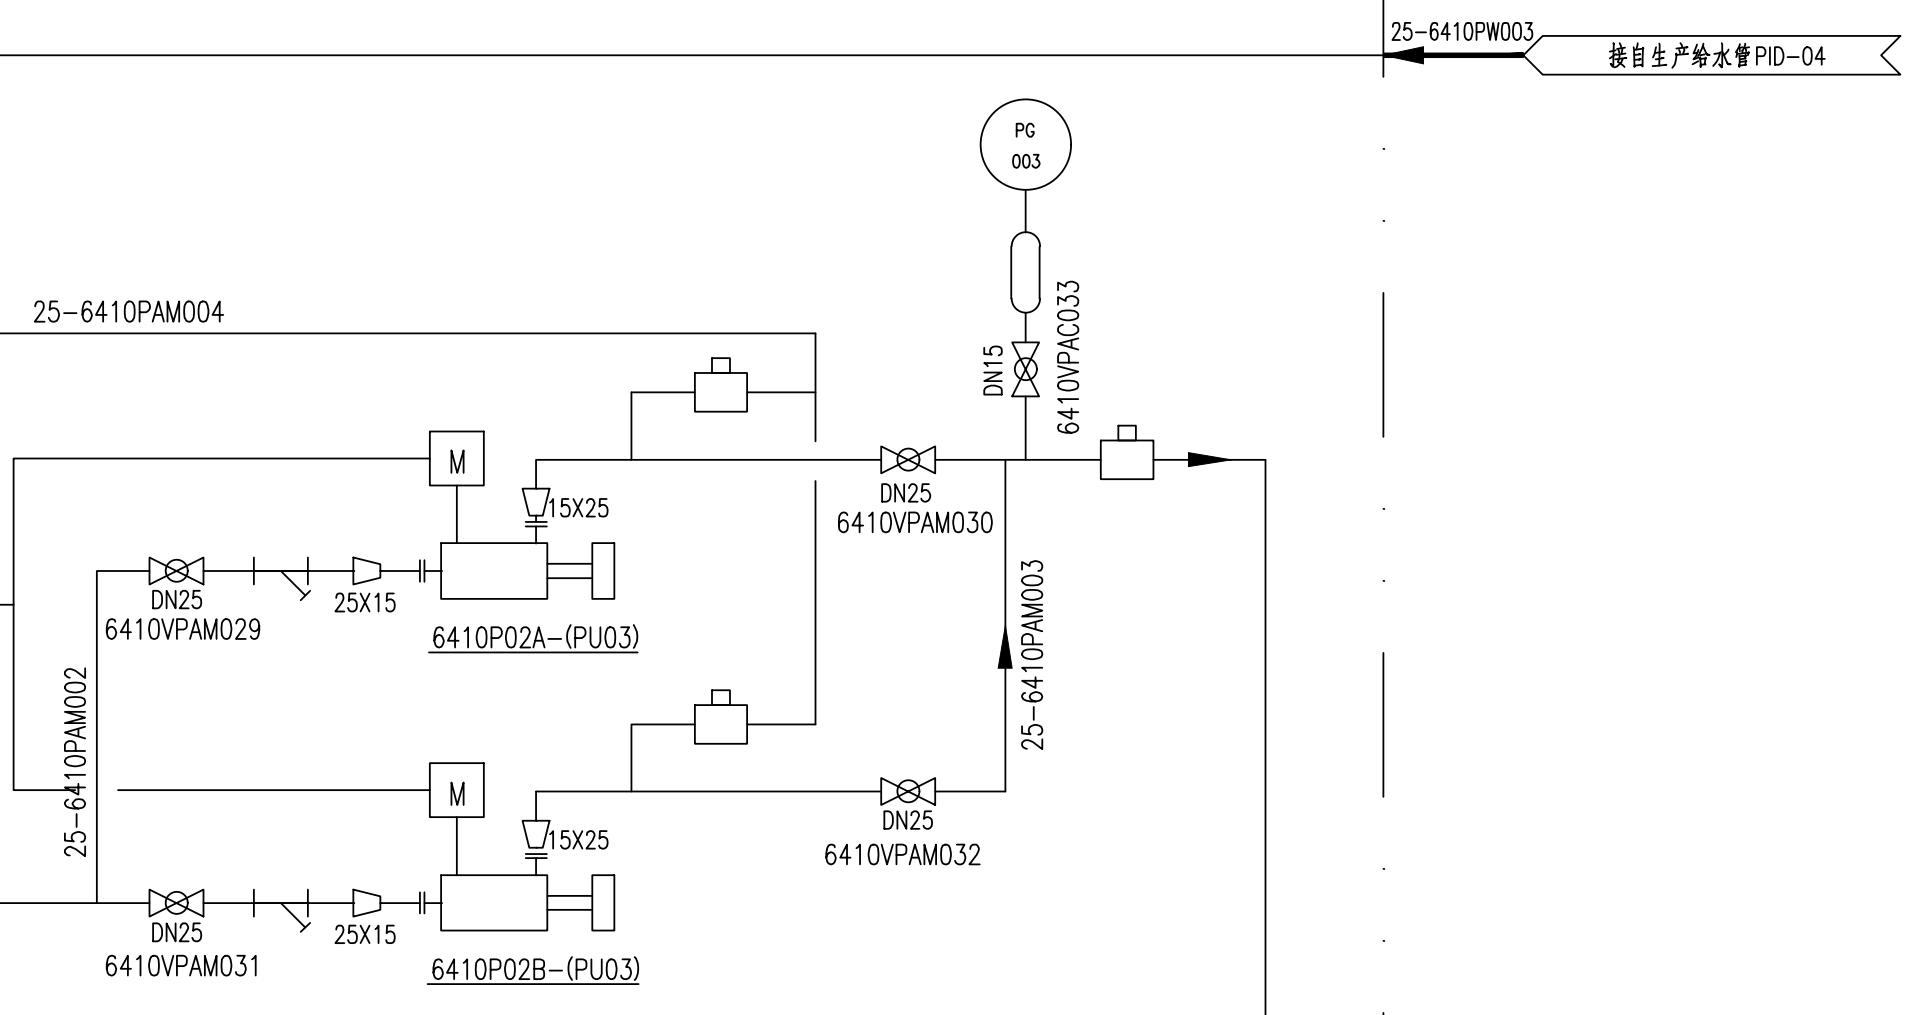 25-6410PW003
接自生产给水管PID-04
PG
003
25-6410PAM004
DN15
6410VPAC033
M
15X25
DN25
6410VPAM030
DN25
6410VPAM029
25X15
6410P02A-(PU03)
25-6410PAM002
25-6410PAM003
M
15X25
DN25
6410VPAM032
DN25
6410VPAM031
25X15
6410P02B-(PU03)